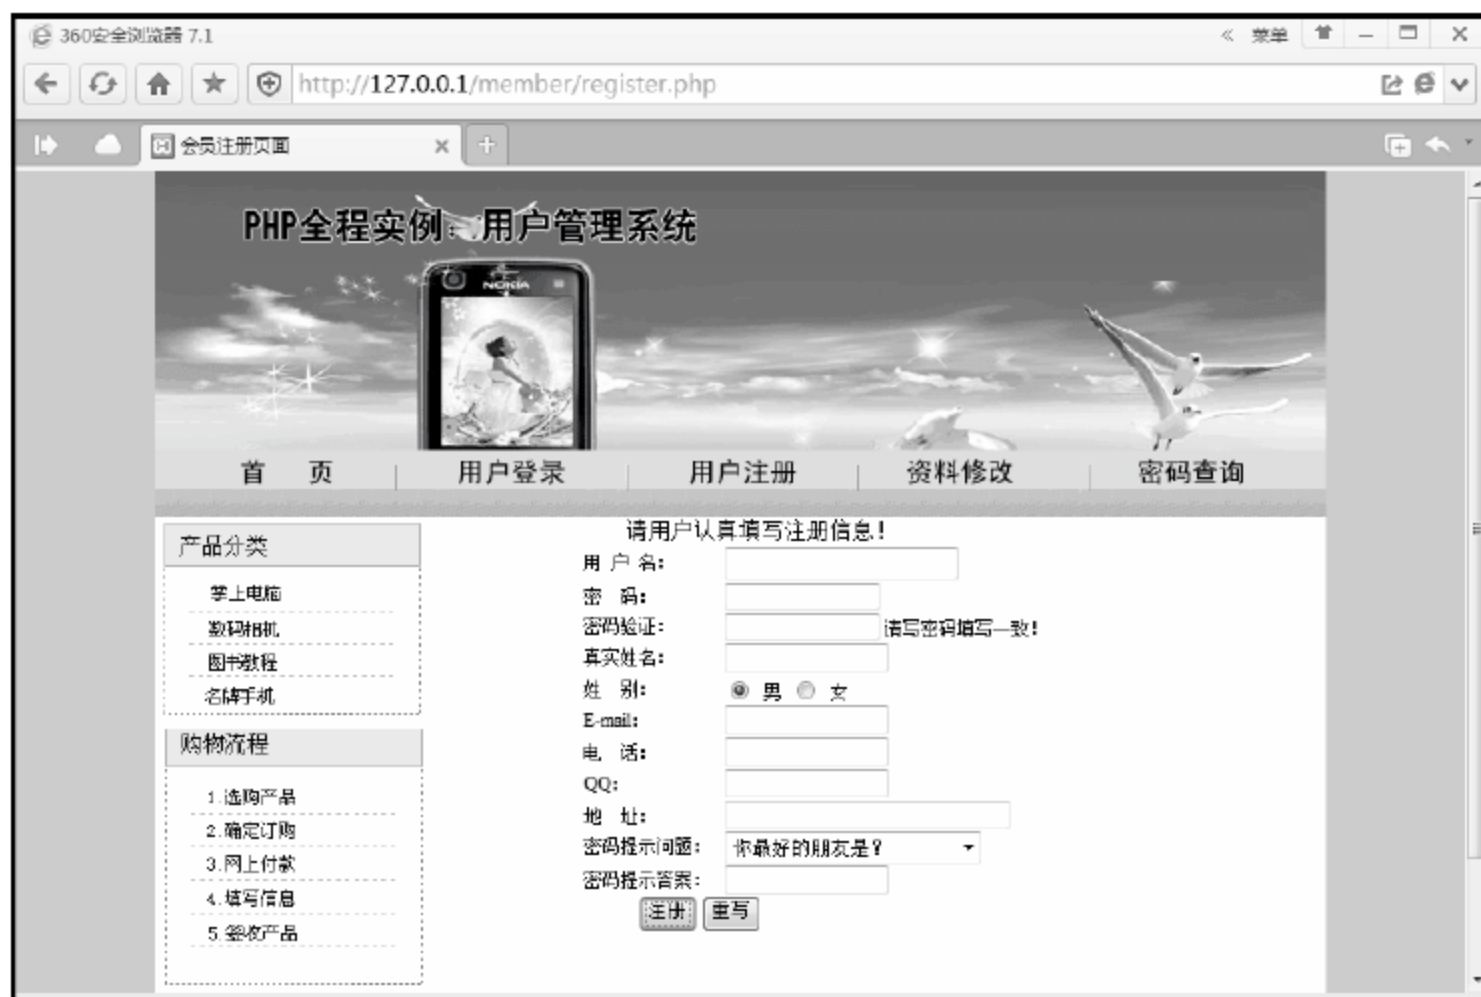 360安全浏览器 7.1
« 菜单
http://127.0.0.1/member/register.php
会员注册页面
PHP全程实例：用户管理系统
NOKIA
首 页 | 用户登录 | 用户注册 | 资料修改 | 密码查询
请用户认真填写注册信息！
产品分类
掌上电脑
数码相机
图书教程
名牌手机
购物流程
1.选购产品
2.确定订购
3.网上付款
4.填写信息
5.签收产品
用 户 名：
密 码：
密码验证： 请写密码填写一致！
真实姓名：
姓 别： 男 女
E-mail：
电 话：
QQ：
地 址：
密码提示问题： 你最好的朋友是？
密码提示答案：
注册 重写